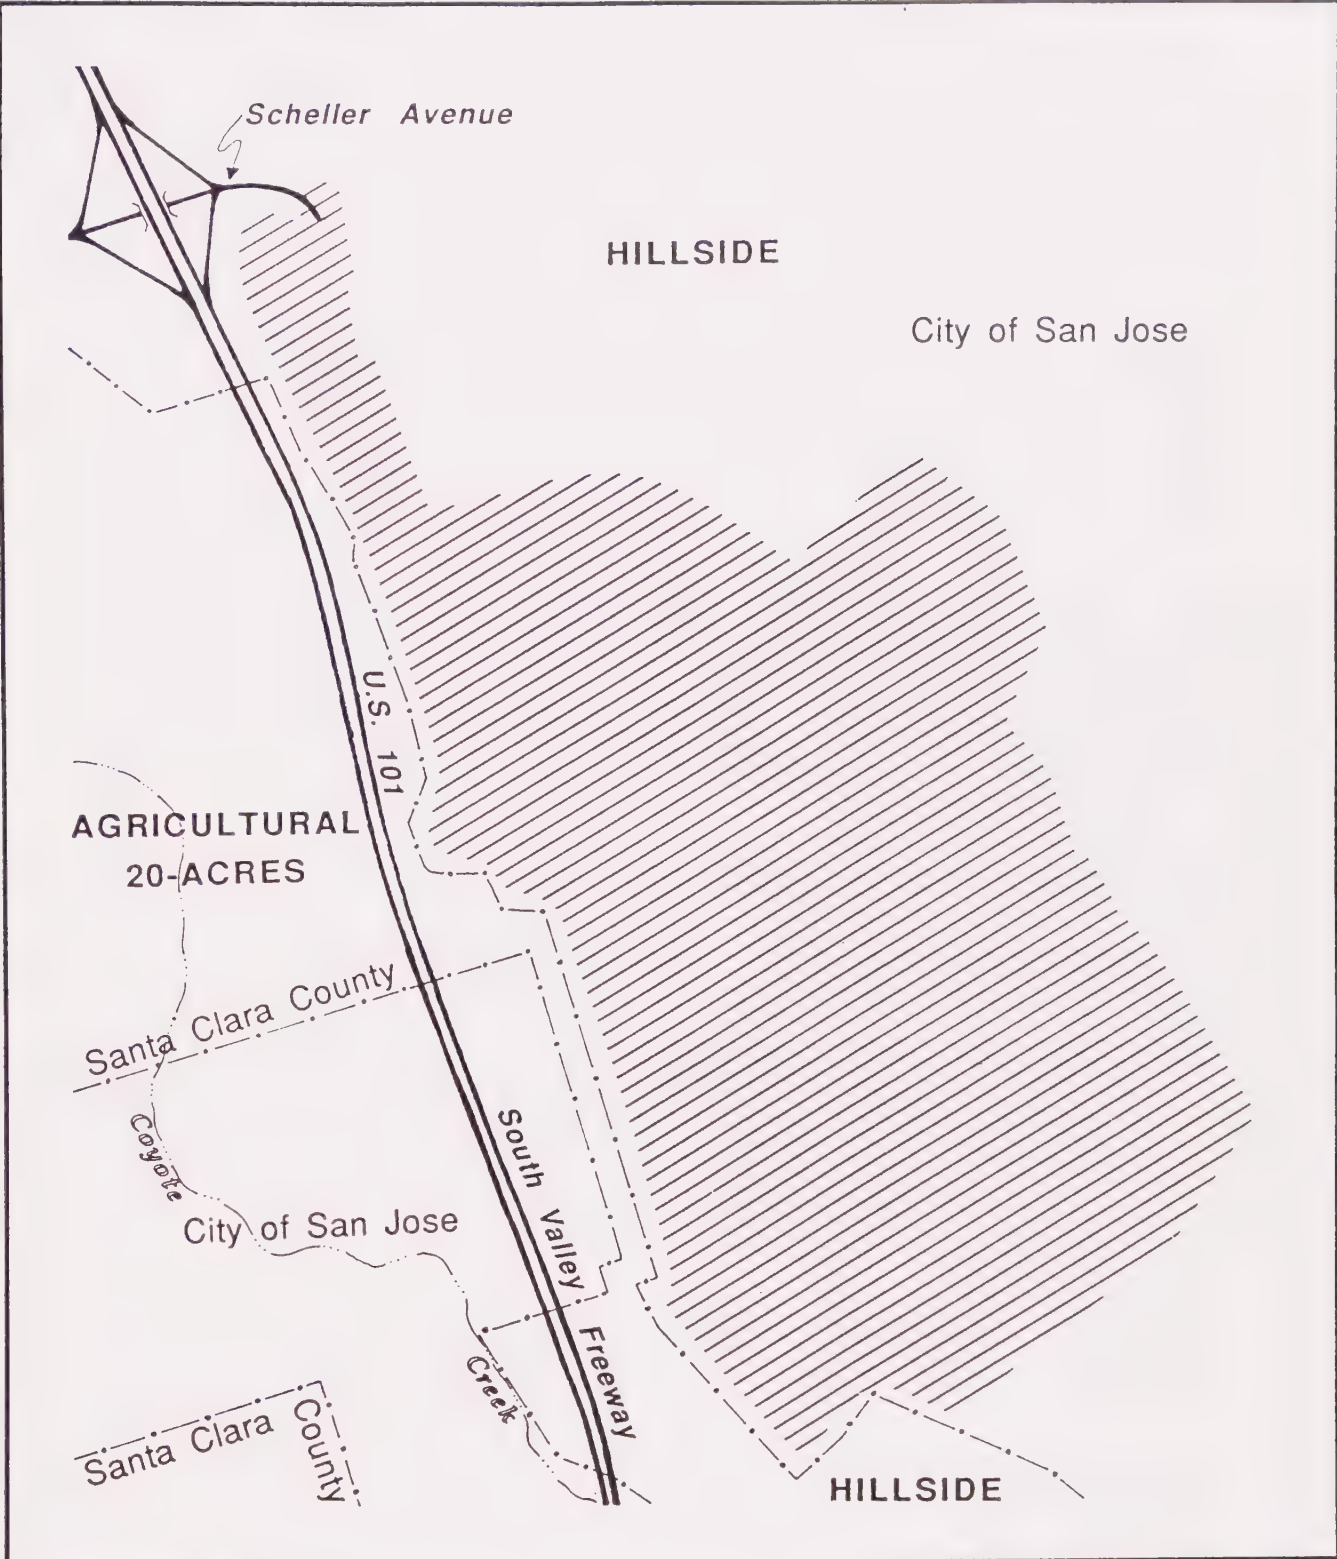 Scheller Avenue
HILLSIDE
City of San Jose
U.S. 101
AGRICULTURAL
20-ACRES
Santa Clara County
South Valley Freeway
Coyote Creek
City of San Jose
Santa Clara County
HILLSIDE